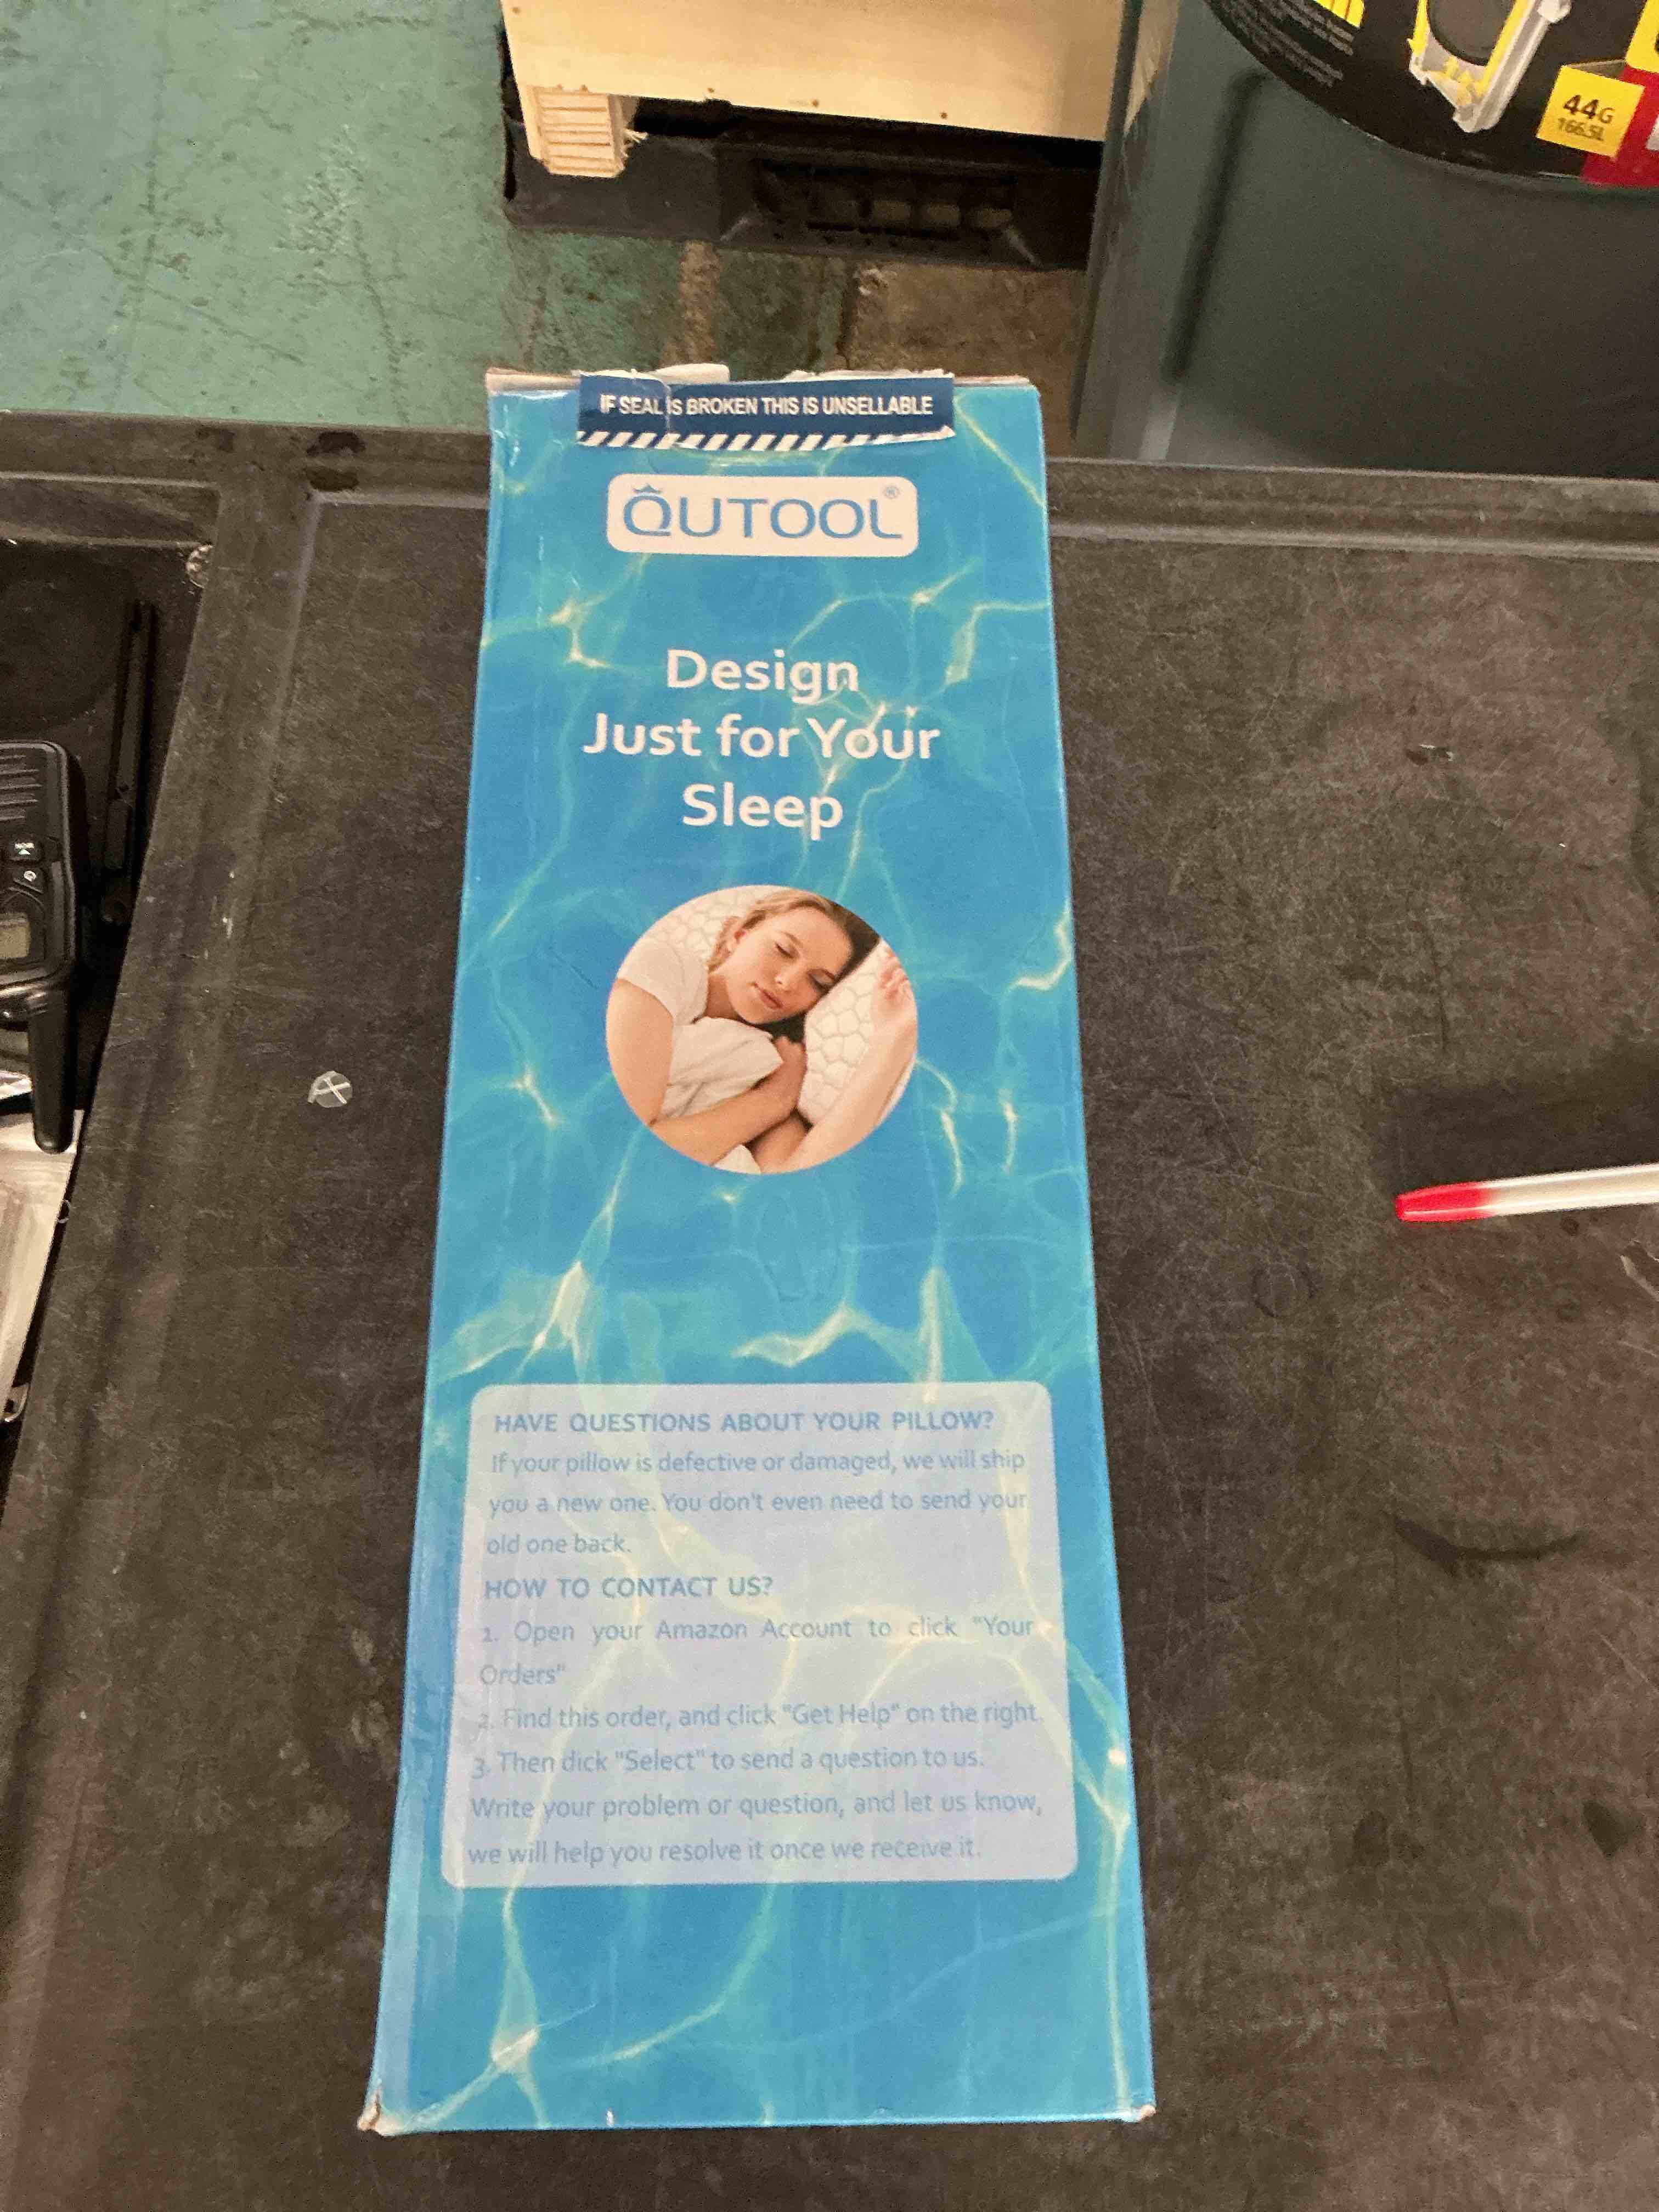 44G
166.5L
IF SEAL IS BROKEN THIS IS UNSELLABLE
QUTOOL®
Design
Just for Your
Sleep
HAVE QUESTIONS ABOUT YOUR PILLOW?
If your pillow is defective or damaged, we will ship
you a new one. You don't even need to send your
old one back.
HOW TO CONTACT US?
1. Open your Amazon Account to click "Your
Orders"
2. Find this order, and click "Get Help" on the right.
3. Then click "Select" to send a question to us.
Write your problem or question, and let us know,
we will help you resolve it once we receive it.